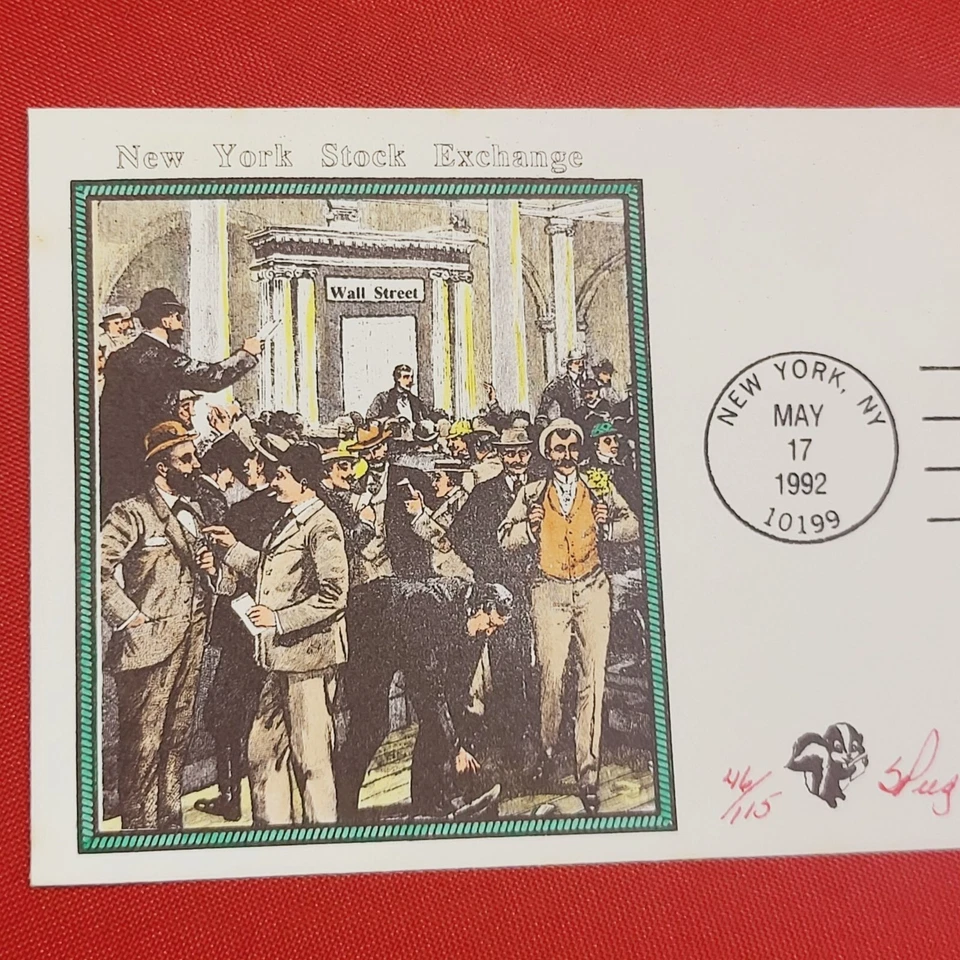 New York Stock Exchange
Wall Street
NEW YORK, NY
MAY
17
1992
10199
46/115